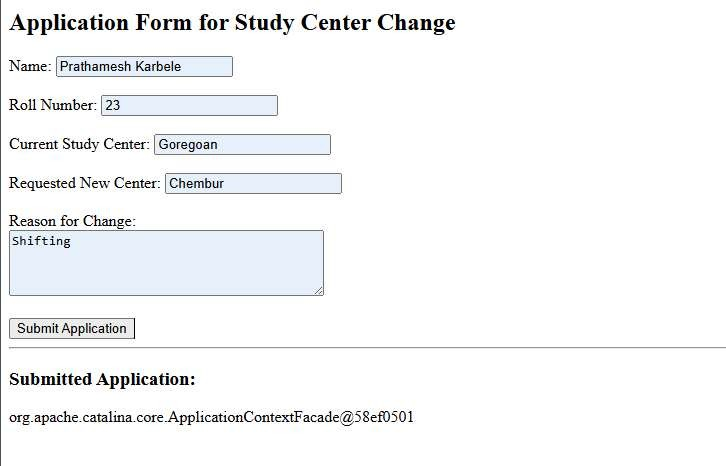 Application Form for Study Center Change
Name: Prathamesh Karbele
Roll Number: 23
Current Study Center: Goregoan
Requested New Center: Chembur
Reason for Change:
Shifting
Submit Application
Submitted Application:
org.apache.catalina.core.ApplicationContextFacade@58ef0501